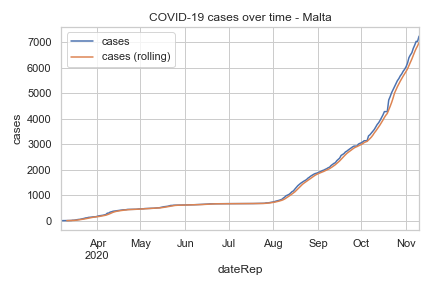 COVID-19 cases over time - Malta
cases
cases (rolling)
7000
6000
5000
4000
3000
2000
1000
0
cases
Apr May Jun Jul Aug Sep Oct Nov
2020
dateRep